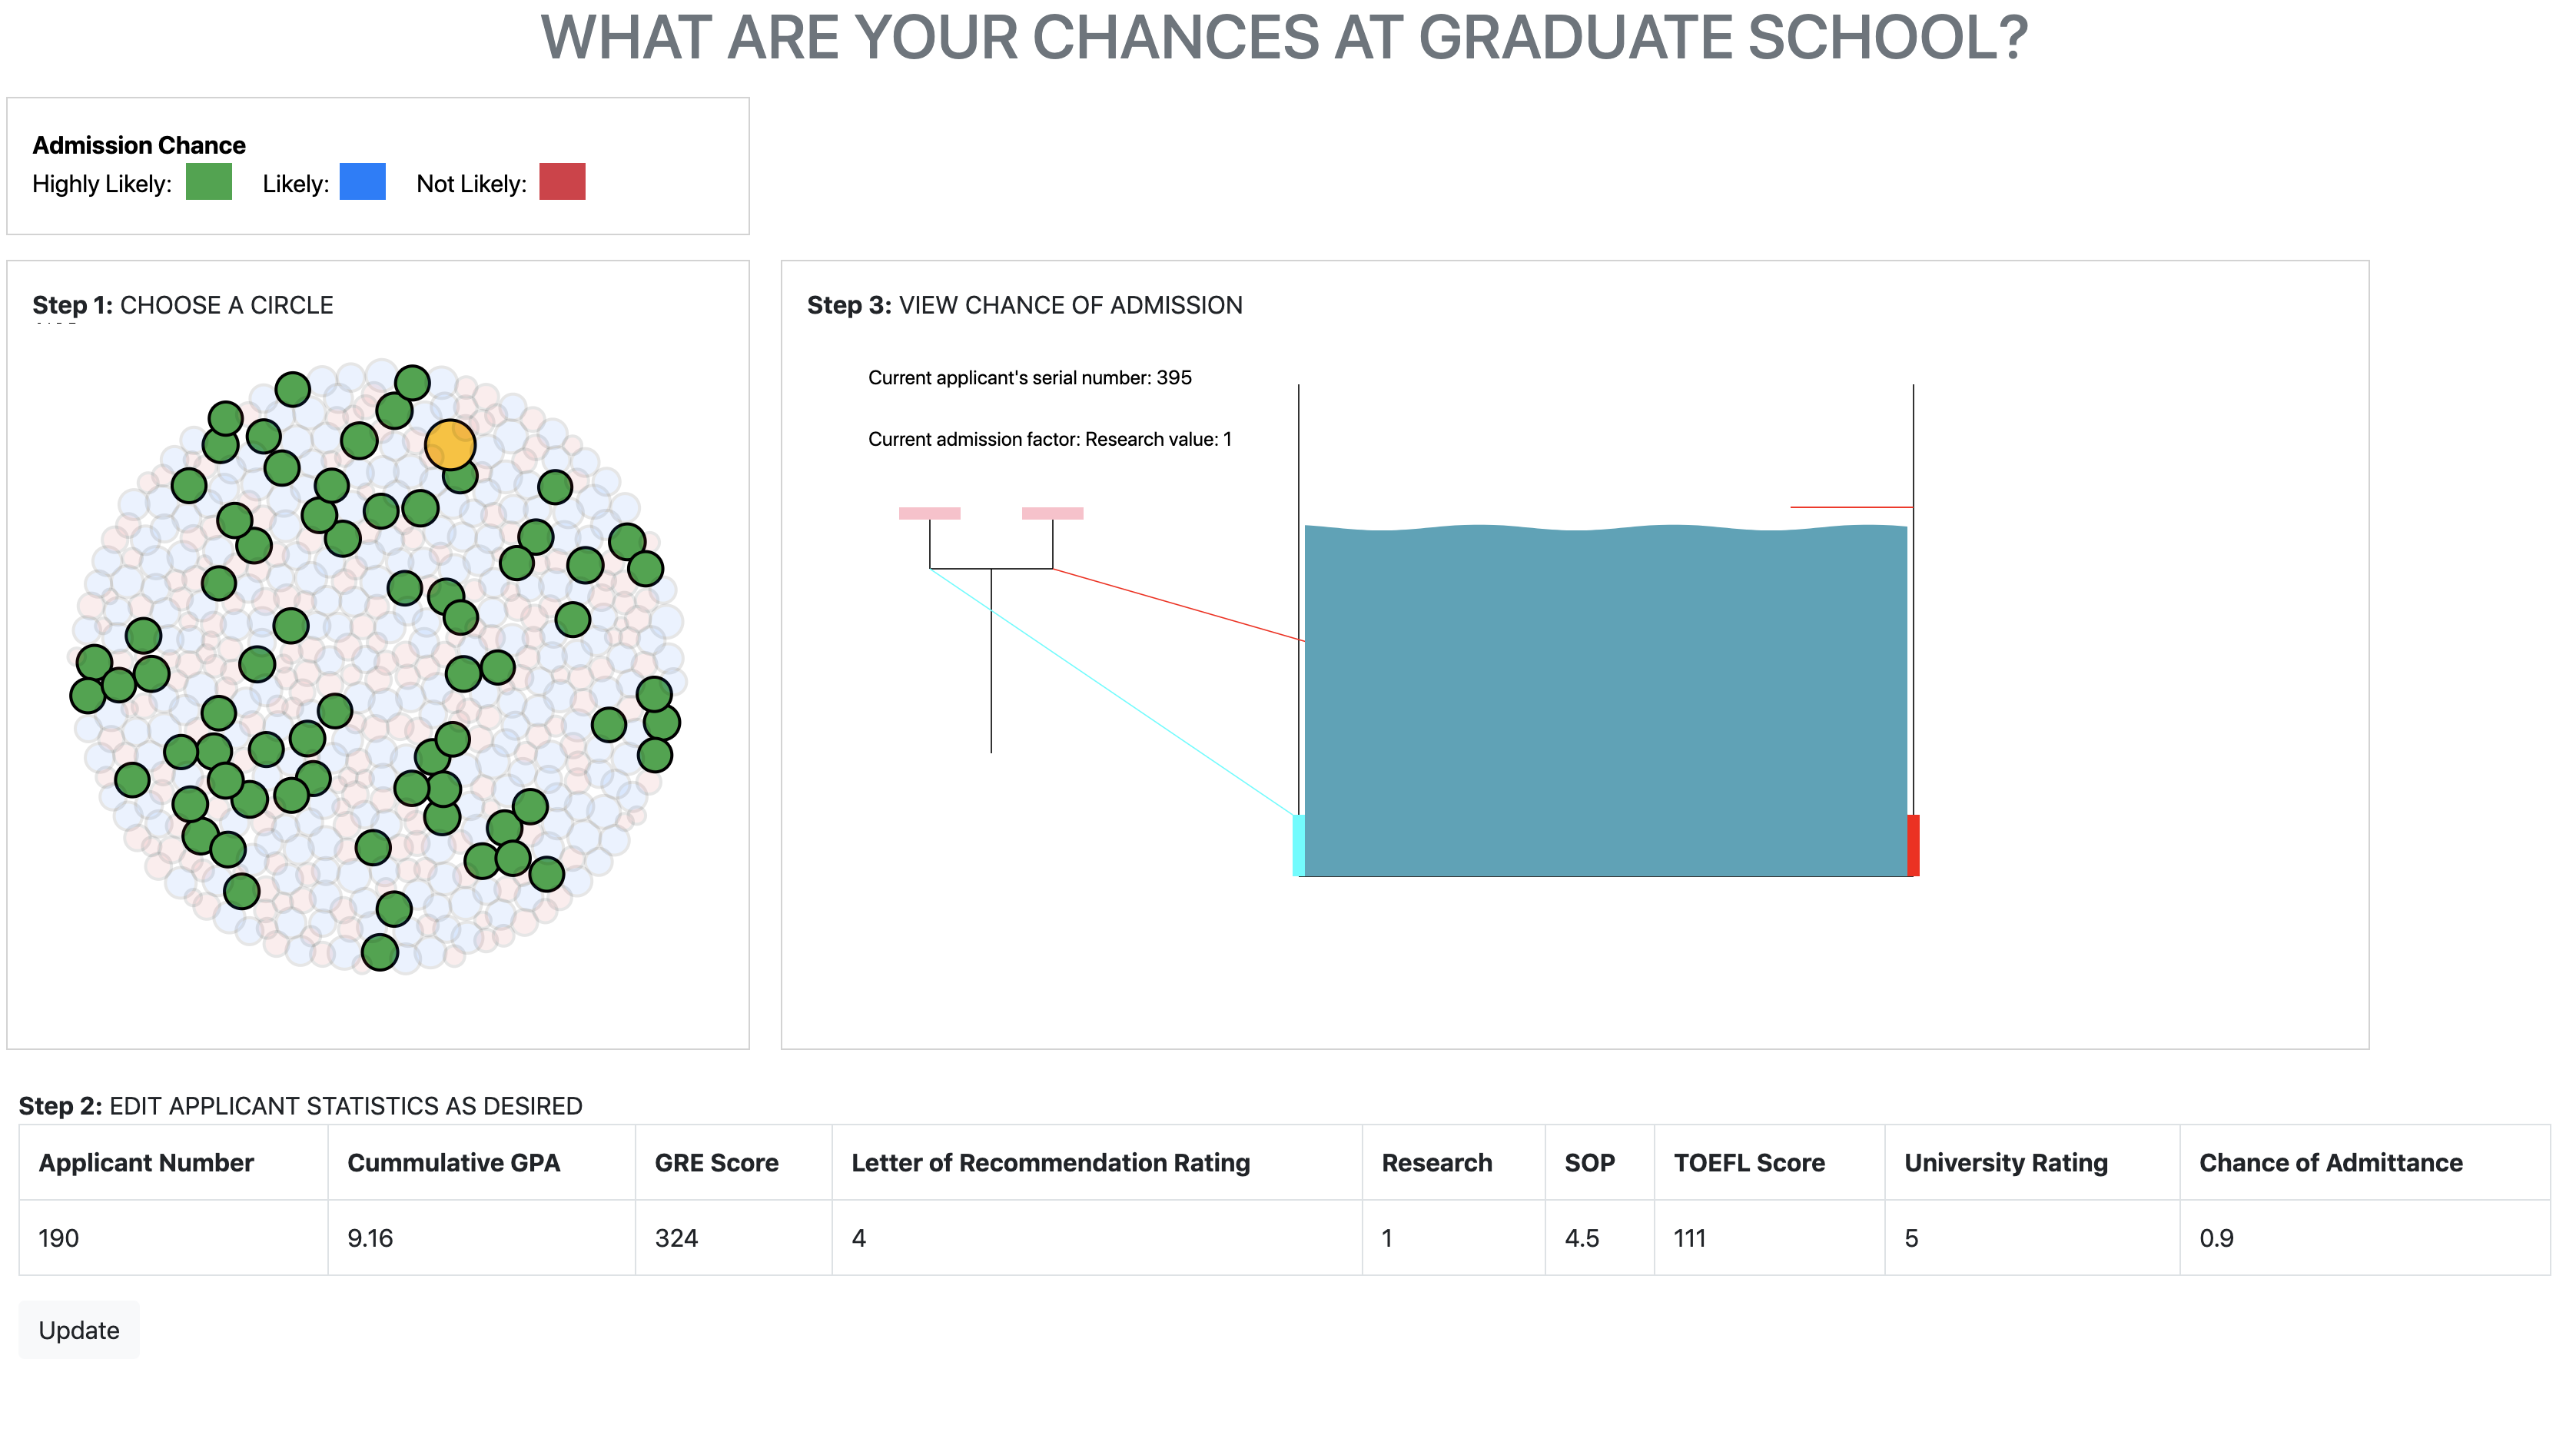 WHAT ARE YOUR CHANCES AT GRADUATE SCHOOL?
Admission Chance
Highly Likely: Likely: Not Likely:
Step 1: CHOOSE A CIRCLE
Step 3: VIEW CHANCE OF ADMISSION
Current applicant's serial number: 395
Current admission factor: Research value: 1
Step 2: EDIT APPLICANT STATISTICS AS DESIRED
Applicant Number Cummulative GPA GRE Score Letter of Recommendation Rating Research SOP TOEFL Score University Rating Chance of Admittance
190 9.16 324 4 1 4.5 111 5 0.9
Update